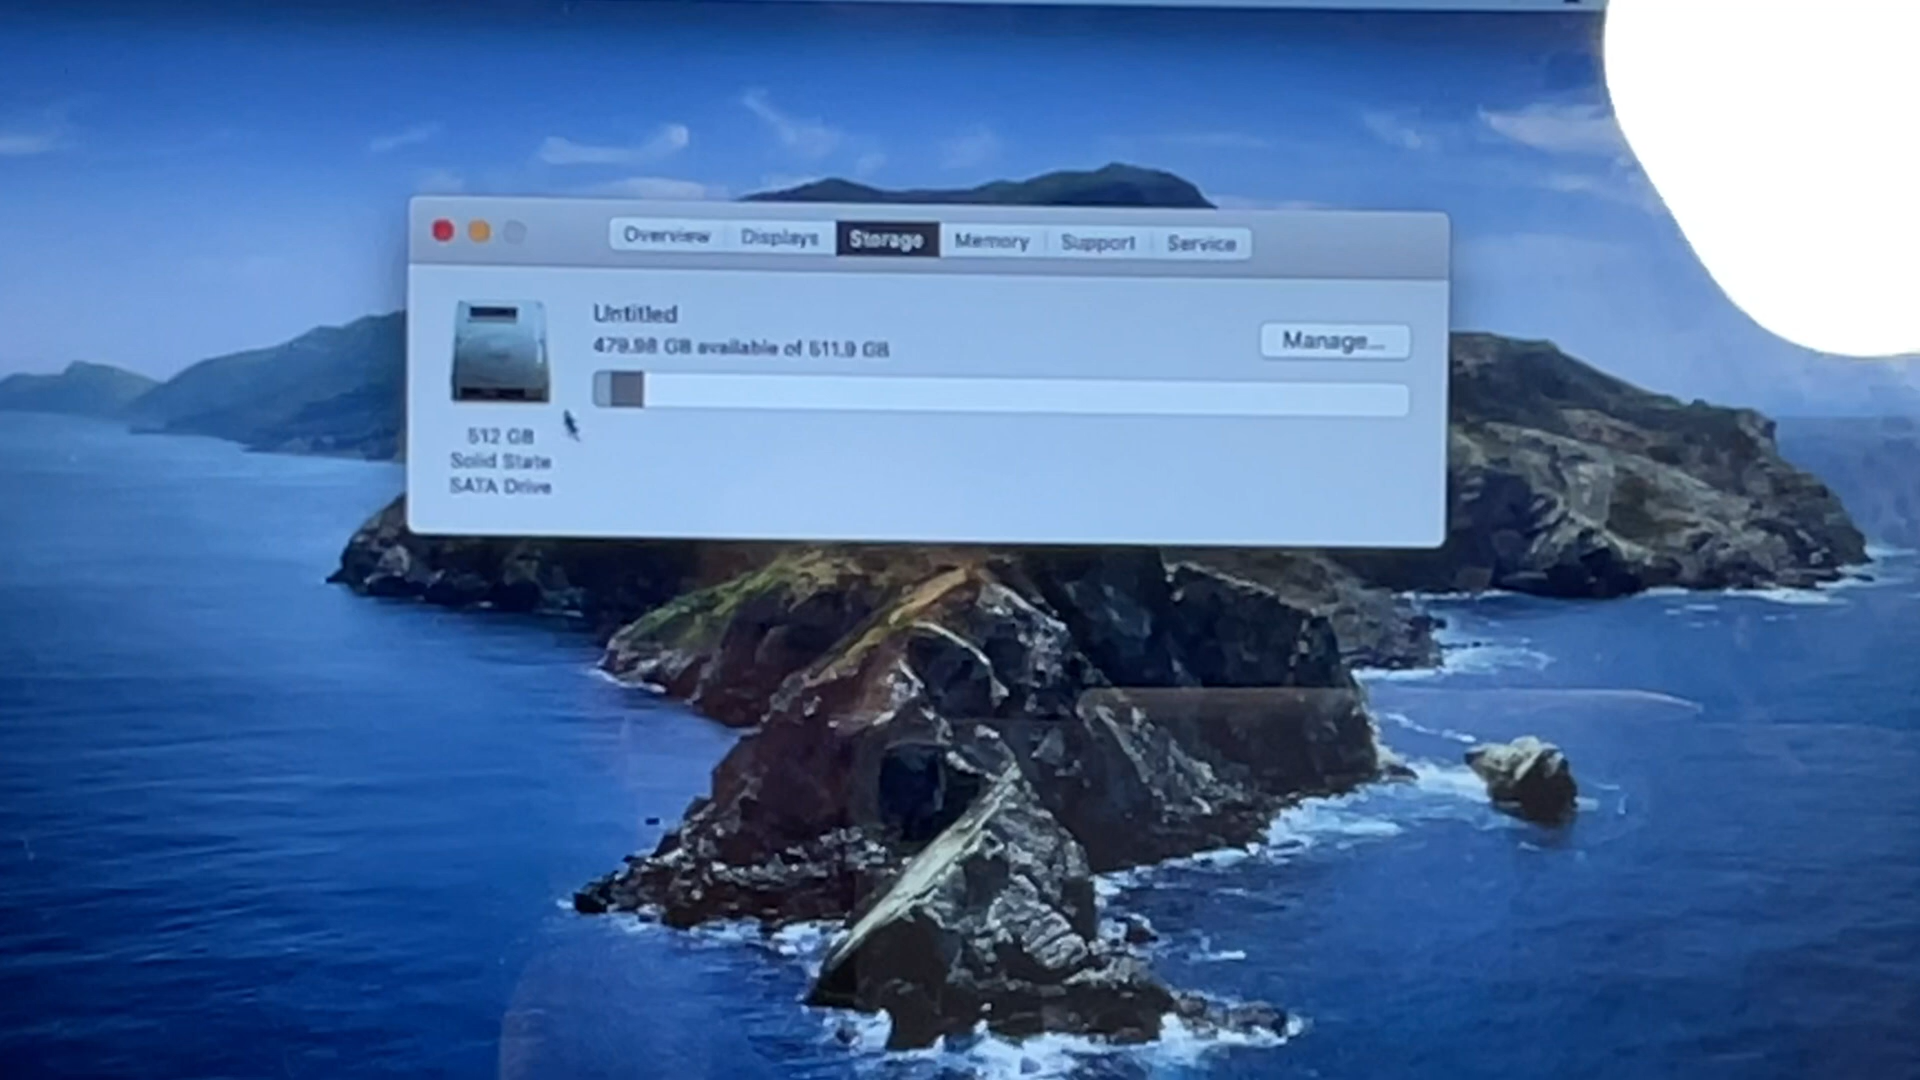 Overview Displays Storage Memory Support Service
Untitled
479.98 GB available of 511.9 GB
Manage...
512 GB
Solid State
SATA Drive